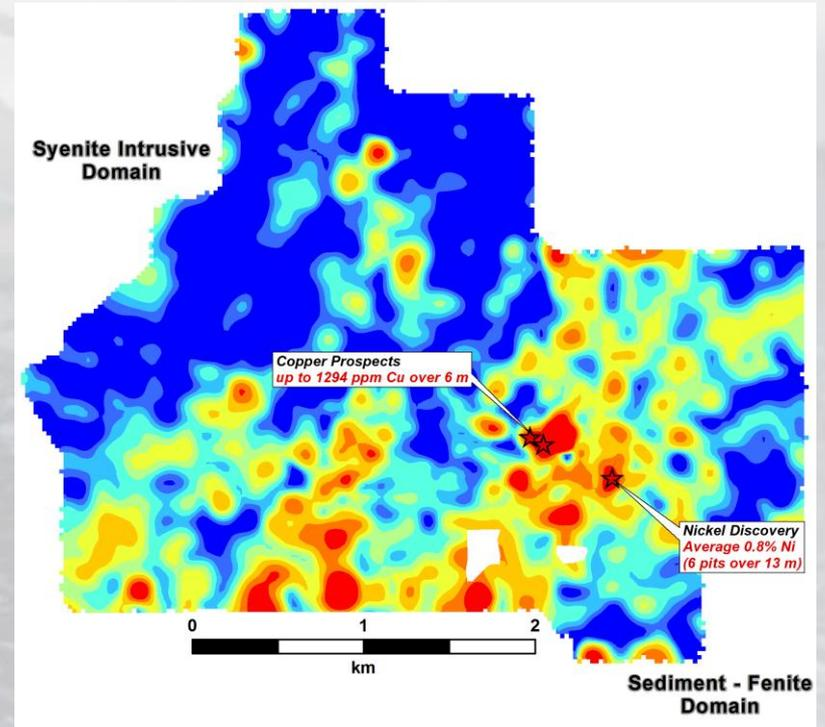 Syenite Intrusive
Domain
Copper Prospects
up to 1294 ppm Cu over 6 m
Nickel Discovery
Average 0.8% Ni
(6 pits over 13 m)
0 1 2
km
Sediment - Fenite
Domain